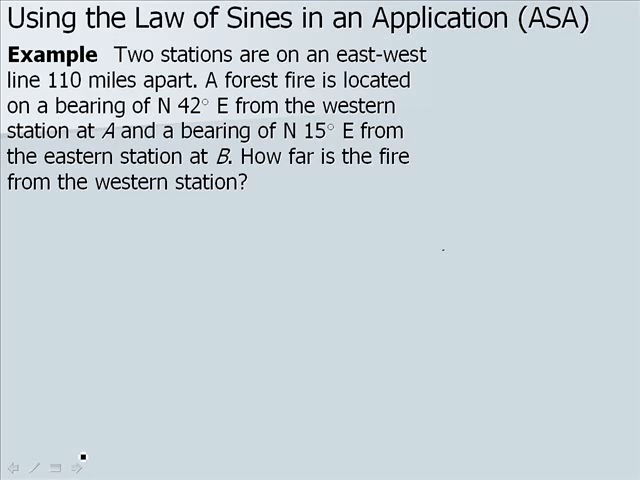 Using the Law of Sines in an Application (ASA)
Example Two stations are on an east-west
line 110 miles apart. A forest fire is located
on a bearing of N 42° E from the western
station at A and a bearing of N 15° E from
the eastern station at B. How far is the fire
from the western station?